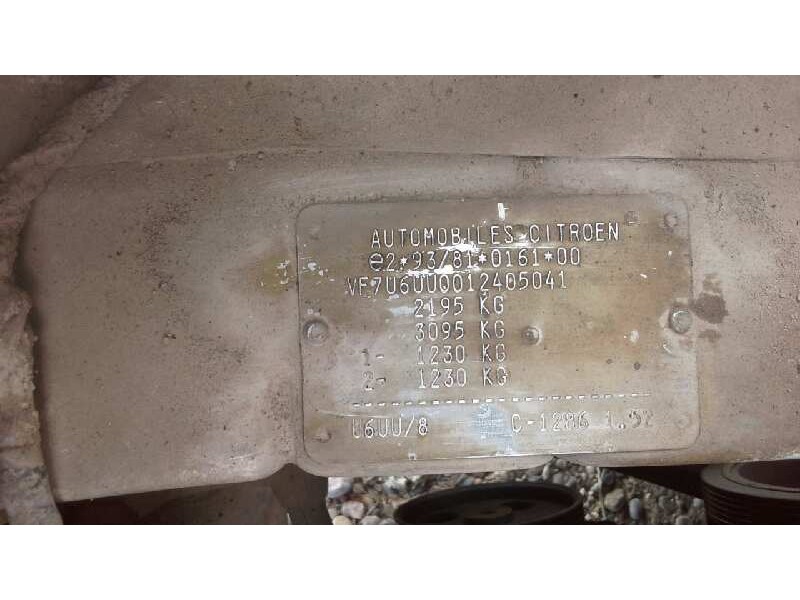 AUTOMOBILES CITROEN
e2*93/81*0161*00
VF7U6UU0012405041
2195 KG
3095 KG
1- 1230 KG
2- 1230 KG
U6UU/8 C-1286 1.52